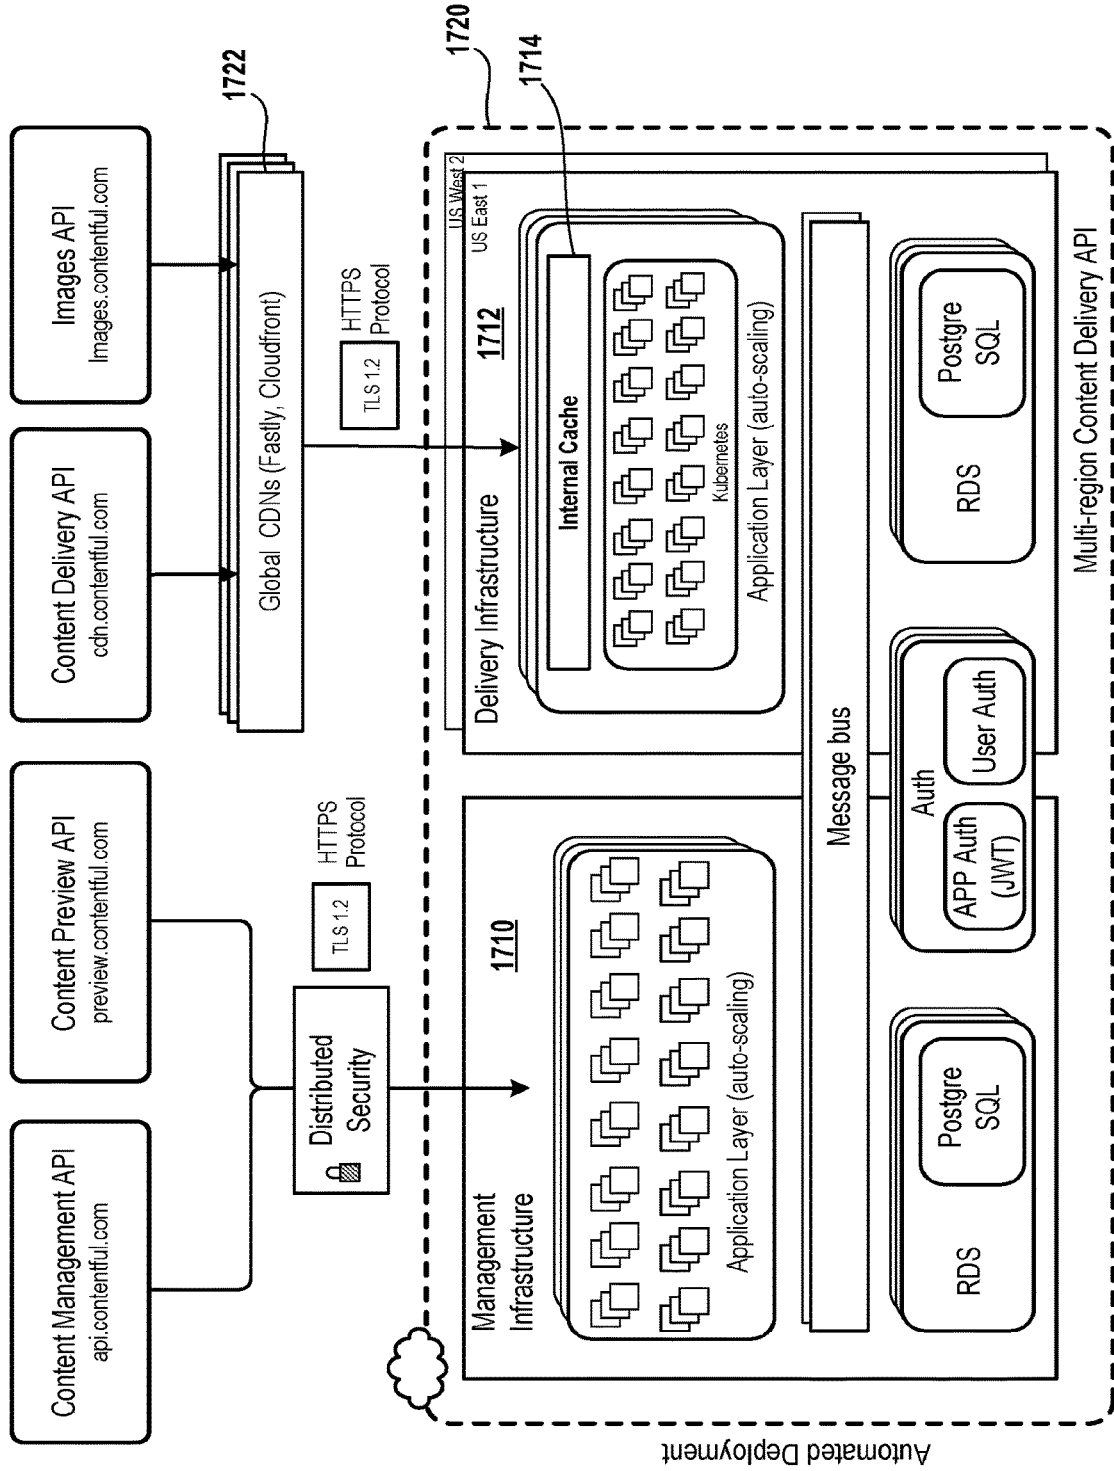 Content Management API
api.contentful.com
Content Preview API
preview.contentful.com
Content Delivery API
cdn.contentful.com
Images API
Images.contentful.com
1722
Global CDNs (Fastly, Cloudfront)
Distributed
Security
TLS 1.2
HTTPS
Protocol
TLS 1.2
HTTPS
Protocol
1720
1714
Automated Deployment
Management
Infrastructure
1710
Application Layer (auto-scaling)
US West 2
US East 1
Delivery Infrastructure
1712
Internal Cache
Kubernetes
Application Layer (auto-scaling)
Message bus
RDS
Postgre
SQL
Auth
APP Auth
(JWT)
User Auth
RDS
Postgre
SQL
Multi-region Content Delivery API